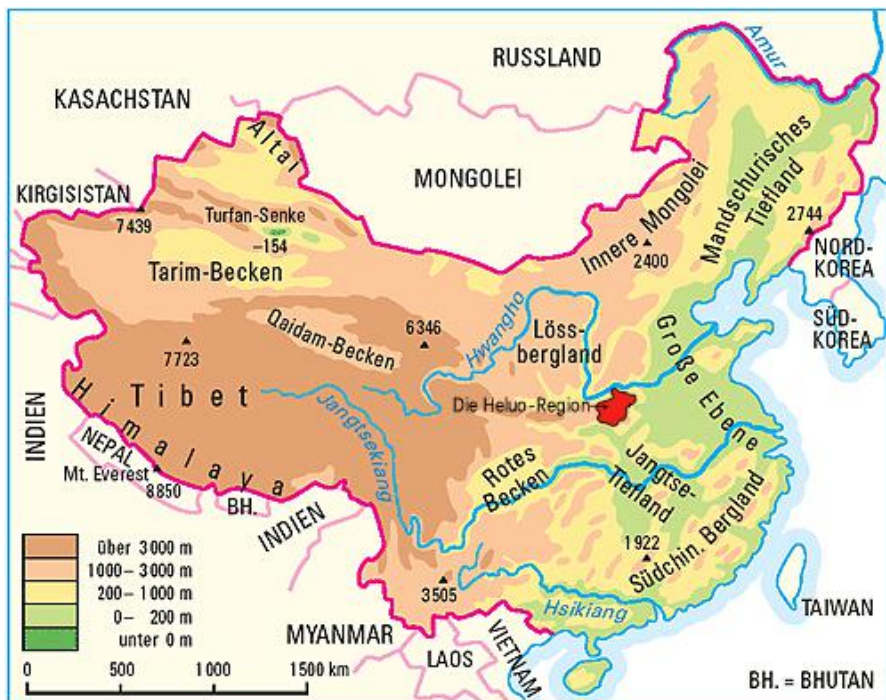 RUSSLAND
Amur
KASACHSTAN
Altai
MONGOLEI
KIRGISISTAN
7439
Turfan-Senke
-154
Tarim-Becken
Innere Mongolei
2400
Mandschurisches
Tiefland
2744
NORD-
KOREA
SÜD-
KOREA
Qaidam-Becken
6346
7723
Hwangho
Löss-
bergland
Große Ebene
Tibet
Die Heluo-Region
INDIEN
Himalaya
NEPAL
Mt. Everest
8850
BH.
INDIEN
Jangtsekiang
Rotes
Becken
Jangtse-
Tiefland
Südchin. Bergland
1922
3505
Hsikiang
TAIWAN
MYANMAR
LAOS
VIETNAM
über 3000 m
1000– 3000 m
200– 1000 m
0– 200 m
unter 0 m
0 500 1000 1500 km
BH. = BHUTAN